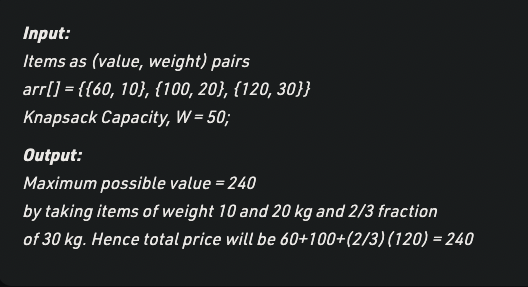 Input:
Items as (value, weight) pairs
arr[] = {{60, 10}, {100, 20}, {120, 30}}
Knapsack Capacity, W = 50;
Output:
Maximum possible value = 240
by taking items of weight 10 and 20 kg and 2/3 fraction
of 30 kg. Hence total price will be 60+100+(2/3)(120) = 240